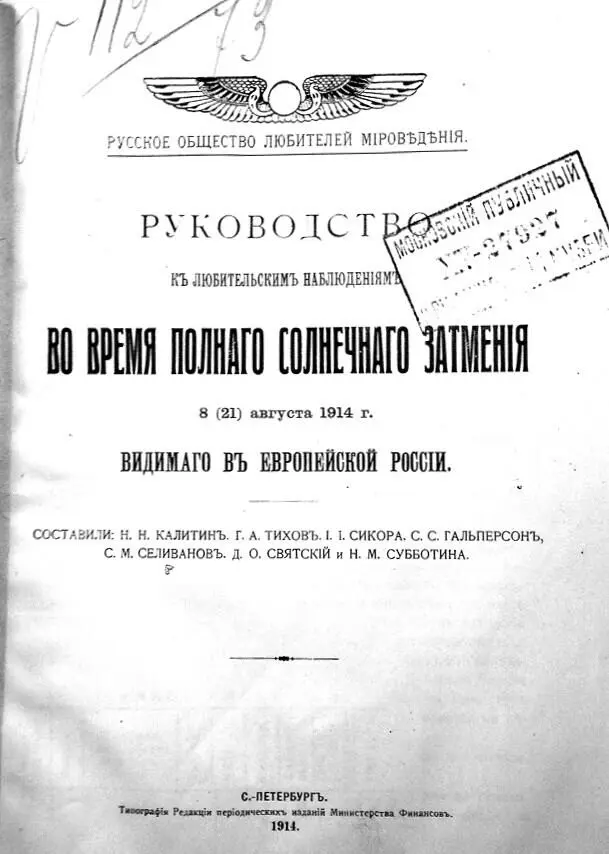 112/73
РУССКОЕ ОБЩЕСТВО ЛЮБИТЕЛЕЙ МІРОВѢДѢНІЯ.
РУКОВОДСТВО
КЪ ЛЮБИТЕЛЬСКИМЪ НАБЛЮДЕНІЯМЪ
МОСКОВСКІЙ ПУБЛИЧНЫЙ
ВО ВРЕМЯ ПОЛНАГО СОЛНЕЧНАГО ЗАТМЕНІЯ
8 (21) августа 1914 г.
ВИДИМАГО ВЪ ЕВРОПЕЙСКОЙ РОССІИ.
СОСТАВИЛИ: Н. Н. КАЛИТИНЪ. Г. А. ТИХОВЪ. І. І. СИКОРА. С. С. ГАЛЬПЕРСОНЪ,
С. М. СЕЛИВАНОВЪ. Д. О. СВЯТСКІЙ и Н. М. СУББОТИНА.
С.-ПЕТЕРБУРГЪ.
Типографія Редакціи періодическихъ изданій Министерства Финансовъ.
1914.